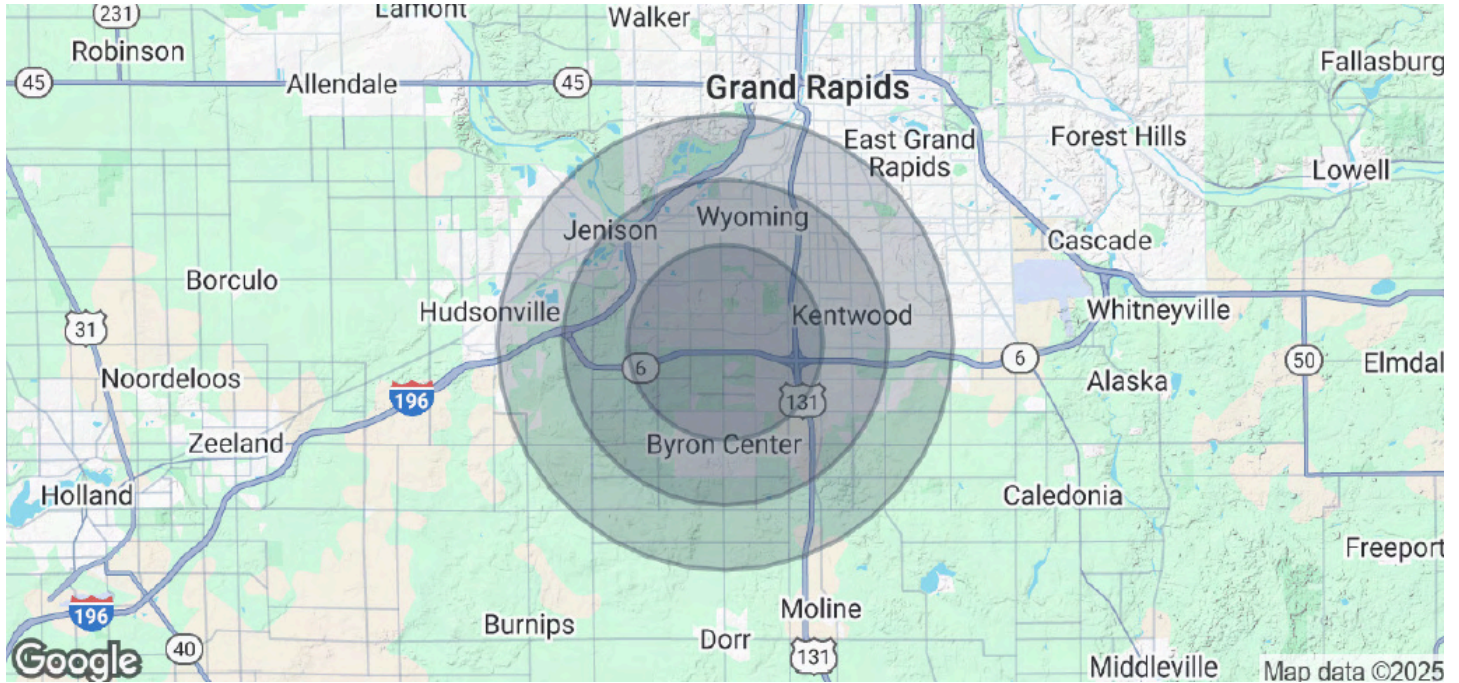 Lamont
231
Walker
Robinson
Fallasburg
45
Allendale
45
Grand Rapids
East Grand
Rapids
Forest Hills
Lowell
Wyoming
Jenison
Cascade
Borculo
Hudsonville
Kentwood
Whitneyville
31
6
6
50
Elmdal
Noordeloos
196
131
Alaska
Zeeland
Byron Center
Holland
Caledonia
Freeport
196
Burnips
Moline
Dorr
40
131
Google
Middleville
Map data ©2025